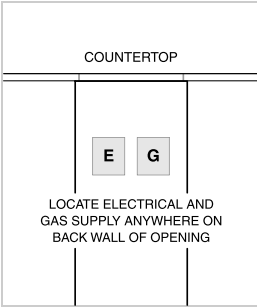 COUNTERTOP
E G
LOCATE ELECTRICAL AND
GAS SUPPLY ANYWHERE ON
BACK WALL OF OPENING